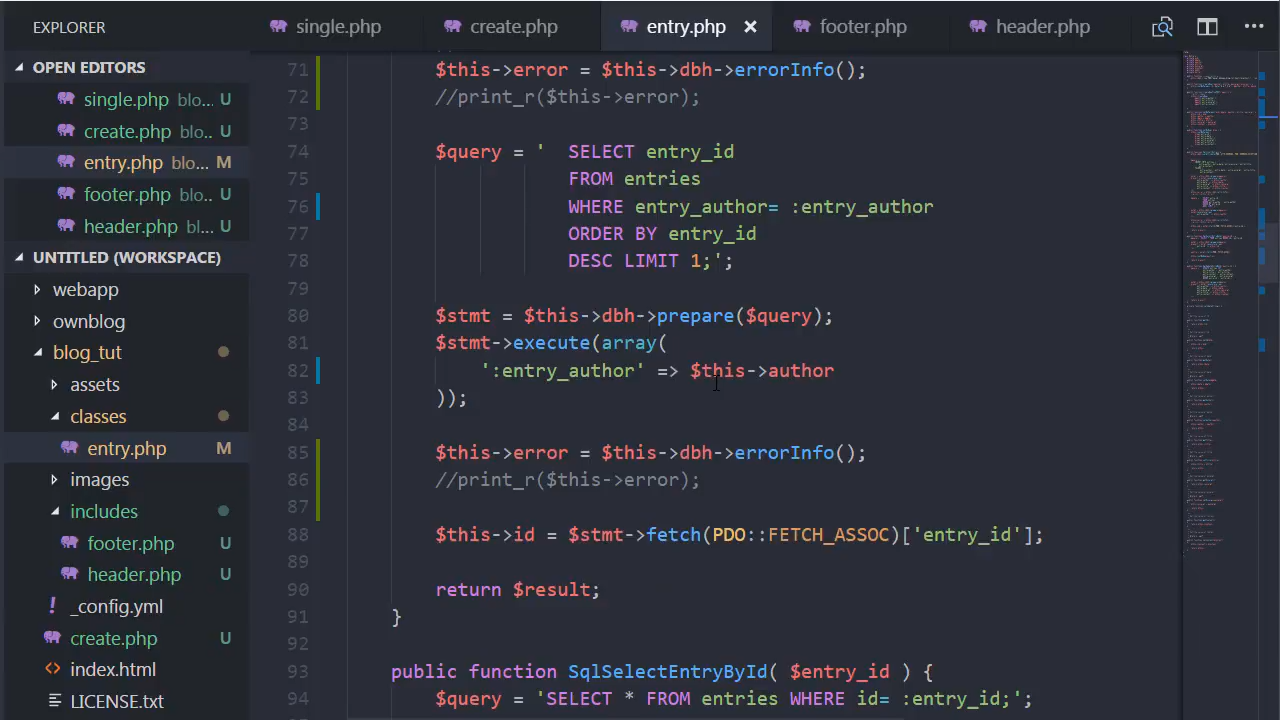 EXPLORER
single.php
create.php
entry.php
footer.php
header.php
OPEN EDITORS
single.php blo... U
create.php blo... U
entry.php blo... M
footer.php blo... U
header.php blo... U
UNTITLED (WORKSPACE)
webapp
ownblog
blog_tut
assets
classes
entry.php M
images
includes
footer.php U
header.php U
! _config.yml
create.php U
<> index.html
LICENSE.txt
71 $this->error = $this->dbh->errorInfo();
72 //print_r($this->error);
73
74 $query = '  SELECT entry_id
75 FROM entries
76 WHERE entry_author= :entry_author
77 ORDER BY entry_id
78 DESC LIMIT 1;';
79
80 $stmt = $this->dbh->prepare($query);
81 $stmt->execute(array(
82 ':entry_author' => $this->author
83 ));
84
85 $this->error = $this->dbh->errorInfo();
86 //print_r($this->error);
87
88 $this->id = $stmt->fetch(PDO::FETCH_ASSOC)['entry_id'];
89
90 return $result;
91 }
92
93 public function SqlSelectEntryById( $entry_id ) {
94 $query = 'SELECT * FROM entries WHERE id= :entry_id;';